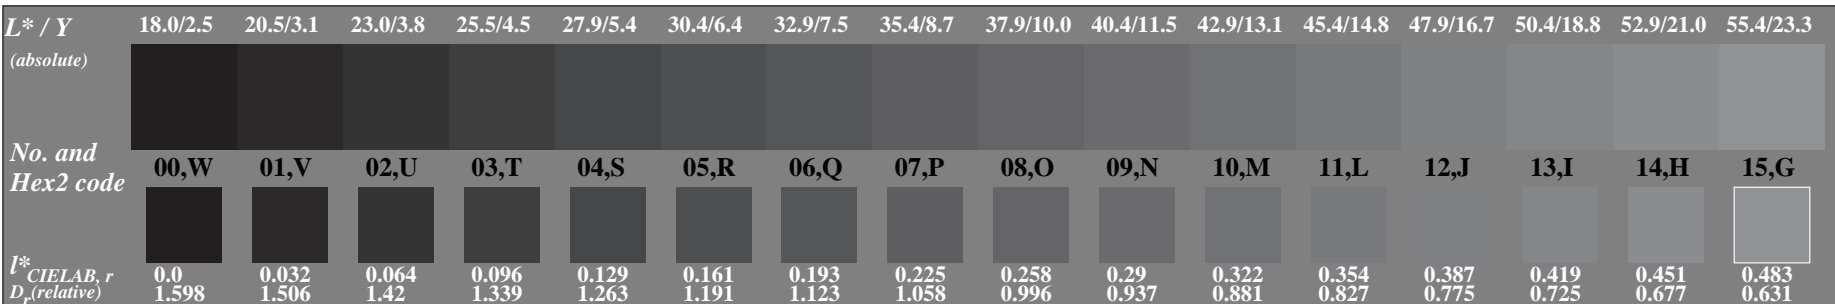 L* / Y 18.0/2.5 20.5/3.1 23.0/3.8 25.5/4.5 27.9/5.4 30.4/6.4 32.9/7.5 35.4/8.7 37.9/10.0 40.4/11.5 42.9/13.1 45.4/14.8 47.9/16.7 50.4/18.8 52.9/21.0 55.4/23.3
(absolute)
No. and
Hex2 code 00,W 01,V 02,U 03,T 04,S 05,R 06,Q 07,P 08,O 09,N 10,M 11,L 12,J 13,I 14,H 15,G
l*CIELAB, r 0.0 0.032 0.064 0.096 0.129 0.161 0.193 0.225 0.258 0.29 0.322 0.354 0.387 0.419 0.451 0.483
Dr(relative) 1.598 1.506 1.42 1.339 1.263 1.191 1.123 1.058 0.996 0.937 0.881 0.827 0.775 0.725 0.677 0.631